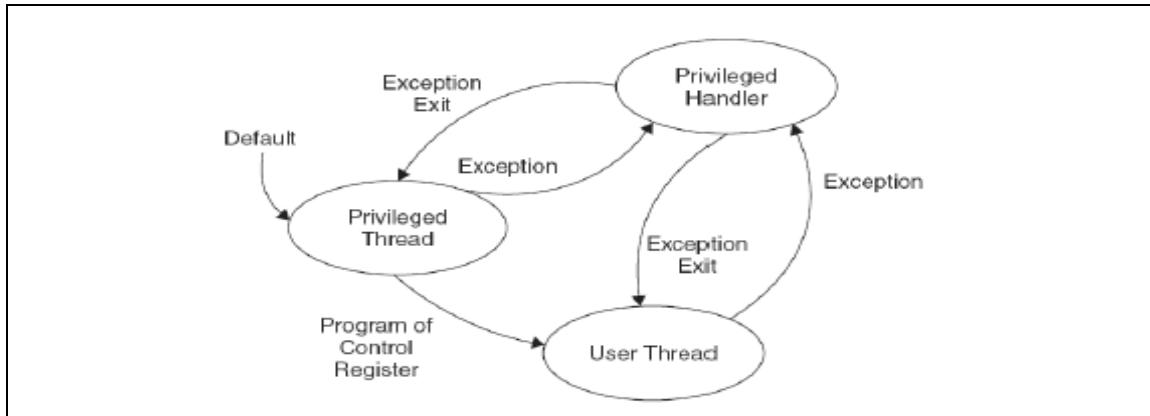 Privileged
Handler
Exception
Exit
Default
Exception
Exception
Privileged
Thread
Exception
Exit
Program of
Control
Register
User Thread